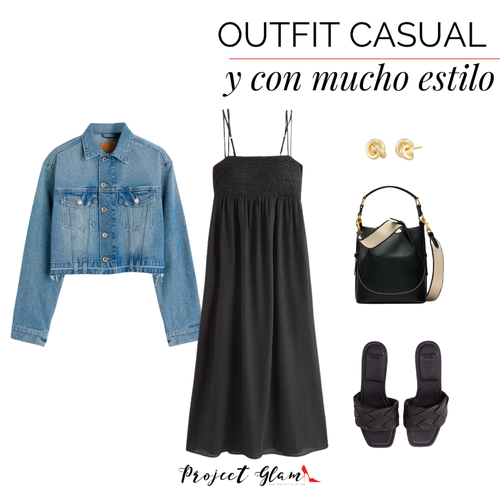 OUTFIT CASUAL
y con mucho estilo
Project Glam